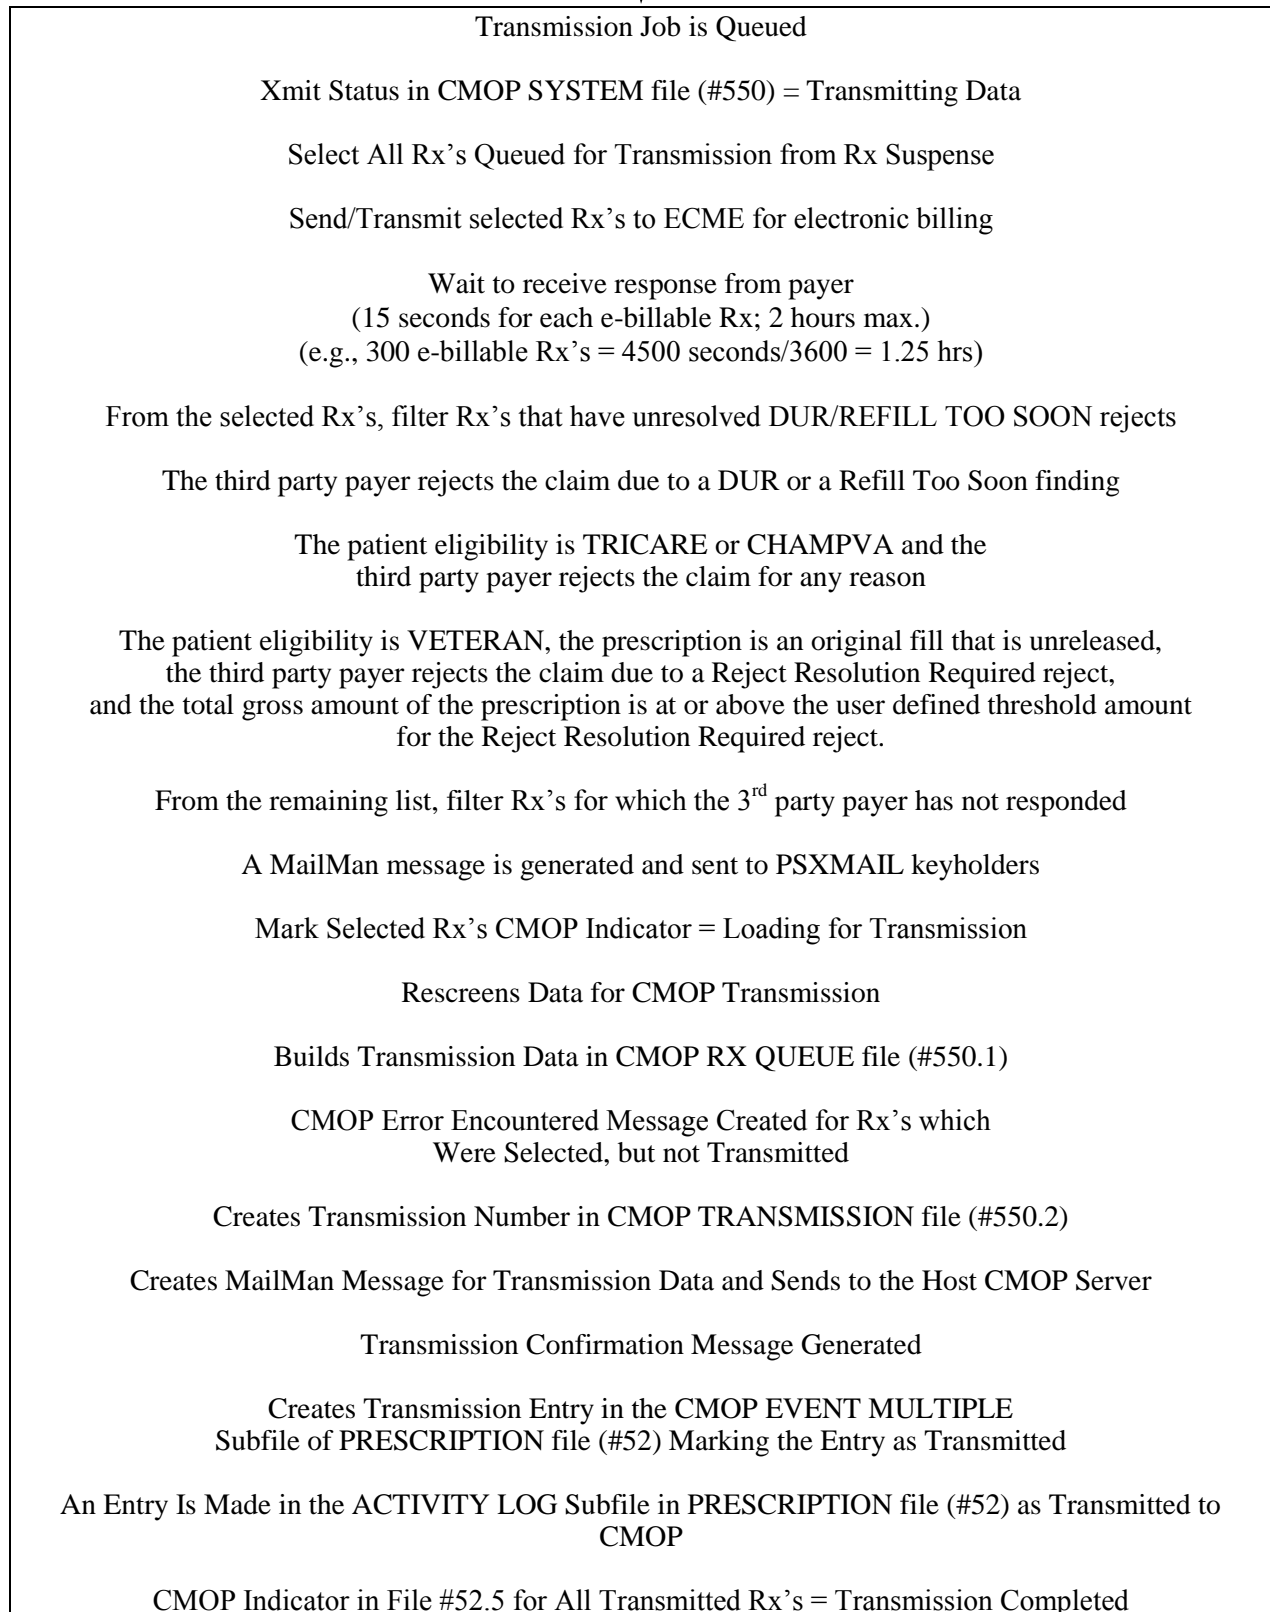 Transmission Job is Queued
Xmit Status in CMOP SYSTEM file (#550) = Transmitting Data
Select All Rx's Queued for Transmission from Rx Suspense
Send/Transmit selected Rx's to ECME for electronic billing
Wait to receive response from payer
(15 seconds for each e-billable Rx; 2 hours max.)
(e.g., 300 e-billable Rx's = 4500 seconds/3600 = 1.25 hrs)
From the selected Rx's, filter Rx's that have unresolved DUR/REFILL TOO SOON rejects
The third party payer rejects the claim due to a DUR or a Refill Too Soon finding
The patient eligibility is TRICARE or CHAMPVA and the
third party payer rejects the claim for any reason
The patient eligibility is VETERAN, the prescription is an original fill that is unreleased,
the third party payer rejects the claim due to a Reject Resolution Required reject,
and the total gross amount of the prescription is at or above the user defined threshold amount
for the Reject Resolution Required reject.
From the remaining list, filter Rx's for which the 3rd party payer has not responded
A MailMan message is generated and sent to PSXMAIL keyholders
Mark Selected Rx's CMOP Indicator = Loading for Transmission
Rescreens Data for CMOP Transmission
Builds Transmission Data in CMOP RX QUEUE file (#550.1)
CMOP Error Encountered Message Created for Rx's which
Were Selected, but not Transmitted
Creates Transmission Number in CMOP TRANSMISSION file (#550.2)
Creates MailMan Message for Transmission Data and Sends to the Host CMOP Server
Transmission Confirmation Message Generated
Creates Transmission Entry in the CMOP EVENT MULTIPLE
Subfile of PRESCRIPTION file (#52) Marking the Entry as Transmitted
An Entry Is Made in the ACTIVITY LOG Subfile in PRESCRIPTION file (#52) as Transmitted to
CMOP
CMOP Indicator in File #52.5 for All Transmitted Rx's = Transmission Completed